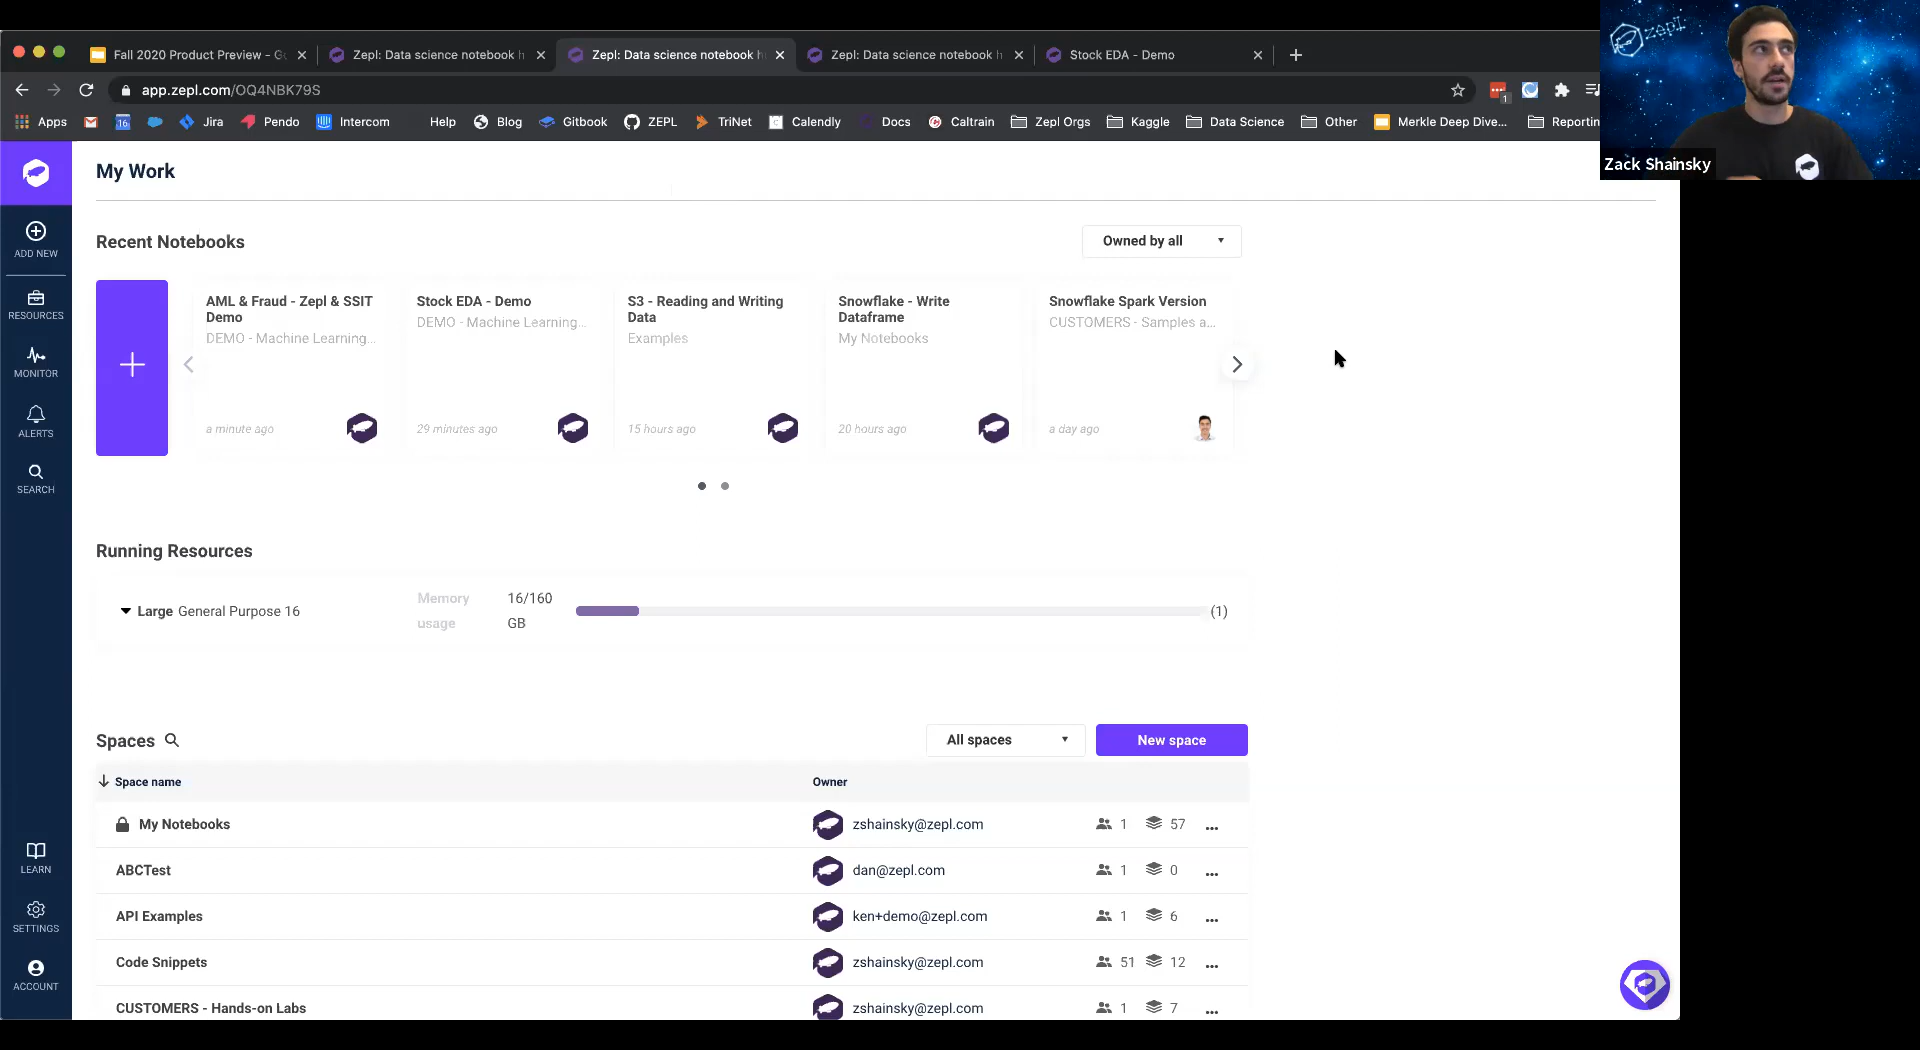 Fall 2020 Product Preview - G
Zepl: Data science notebook h
Zepl: Data science notebook h
Zepl: Data science notebook h
Stock EDA - Demo
app.zepl.com/OQ4NBK79S
1
Apps
16
Jira
Pendo
Intercom
Help
Blog
Gitbook
ZEPL
TriNet
Calendly
Docs
Caltrain
Zepl Orgs
Kaggle
Data Science
Other
Merkle Deep Dive...
Reportin
zepl
Zack Shainsky
ADD NEW
RESOURCES
MONITOR
ALERTS
SEARCH
LEARN
SETTINGS
ACCOUNT
My Work
Recent Notebooks
Owned by all
AML & Fraud - Zepl & SSIT
Demo
DEMO - Machine Learning...
a minute ago
Stock EDA - Demo
DEMO - Machine Learning...
29 minutes ago
S3 - Reading and Writing
Data
Examples
15 hours ago
Snowflake - Write
Dataframe
My Notebooks
20 hours ago
Snowflake Spark Version
CUSTOMERS - Samples a...
a day ago
Running Resources
Large General Purpose 16
Memory
usage
16/160
GB
(1)
Spaces
All spaces
New space
Space name
Owner
My Notebooks
zshainsky@zepl.com
1
57
...
ABCTest
dan@zepl.com
1
0
...
API Examples
ken+demo@zepl.com
1
6
...
Code Snippets
zshainsky@zepl.com
51
12
...
CUSTOMERS - Hands-on Labs
zshainsky@zepl.com
1
7
...